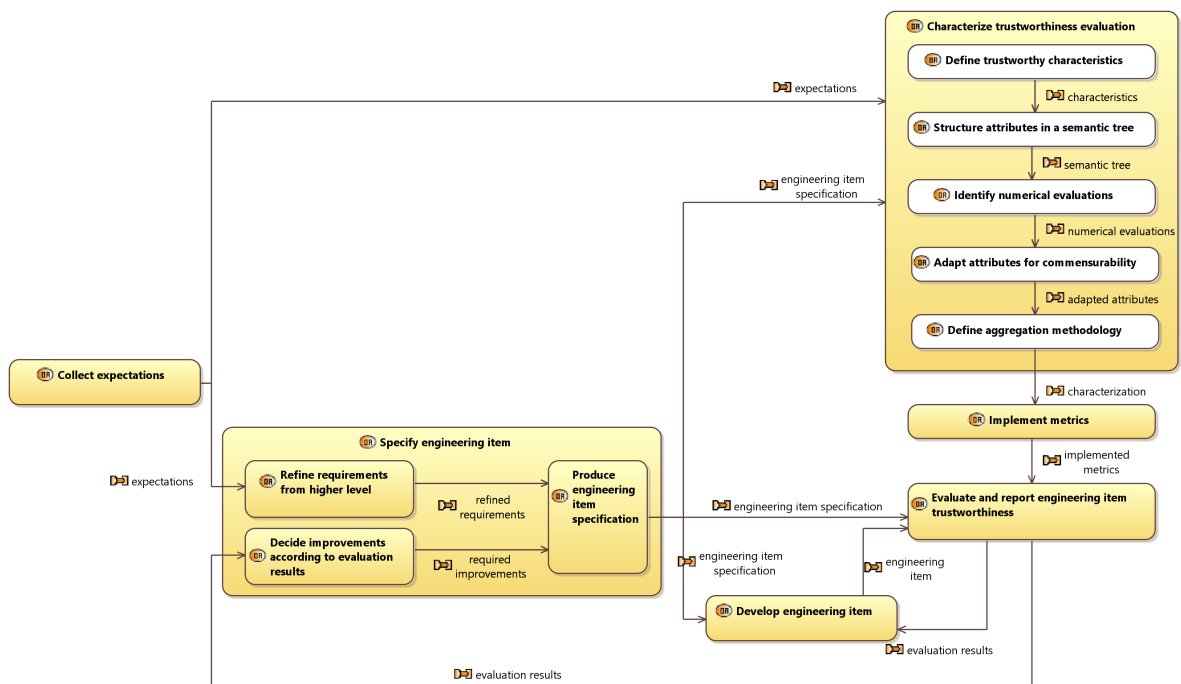 Characterize trustworthiness evaluation
Define trustworthy characteristics
expectations
characteristics
Structure attributes in a semantic tree
semantic tree
engineering item
specification
Identify numerical evaluations
numerical evaluations
Adapt attributes for commensurability
adapted attributes
Define aggregation methodology
Collect expectations
characterization
Implement metrics
Specify engineering item
implemented
metrics
Refine requirements
from higher level
expectations
refined
requirements
Produce
engineering
item
specification
Evaluate and report engineering item
trustworthiness
engineering item specification
Decide improvements
according to evaluation
results
required
improvements
engineering item
specification
engineering
item
Develop engineering item
evaluation results
evaluation results